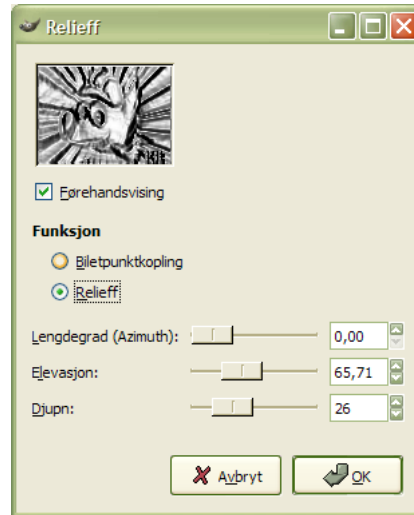 Relieff
Førehandsvising
Funksjon
Biletpunktkopling
Relieff
Lengdegrad (Azimuth): 0,00
Elevasjon: 65,71
Djupn: 26
Avbryt OK